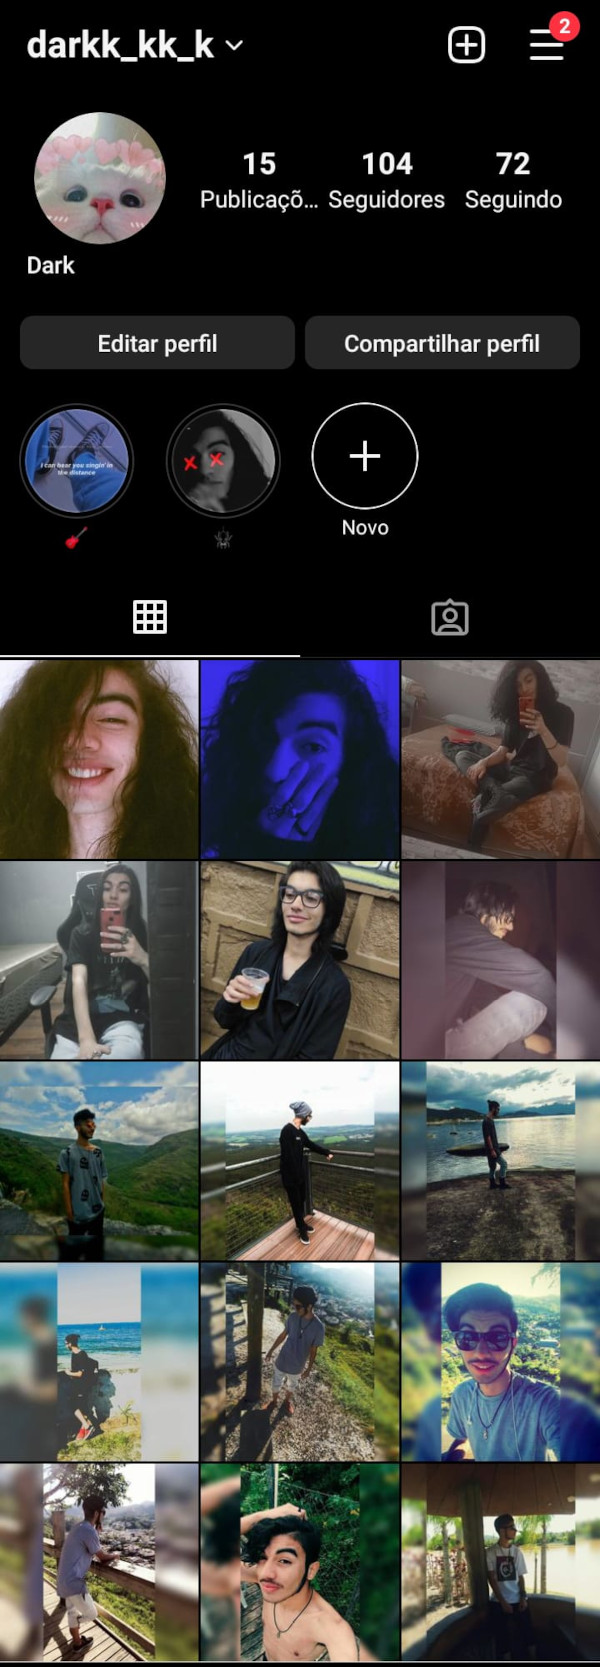 darkk_kk_k
2
15 104 72
Publicaçõ... Seguidores Seguindo
Dark
Editar perfil Compartilhar perfil
I can hear you singin' in
the distance
Novo